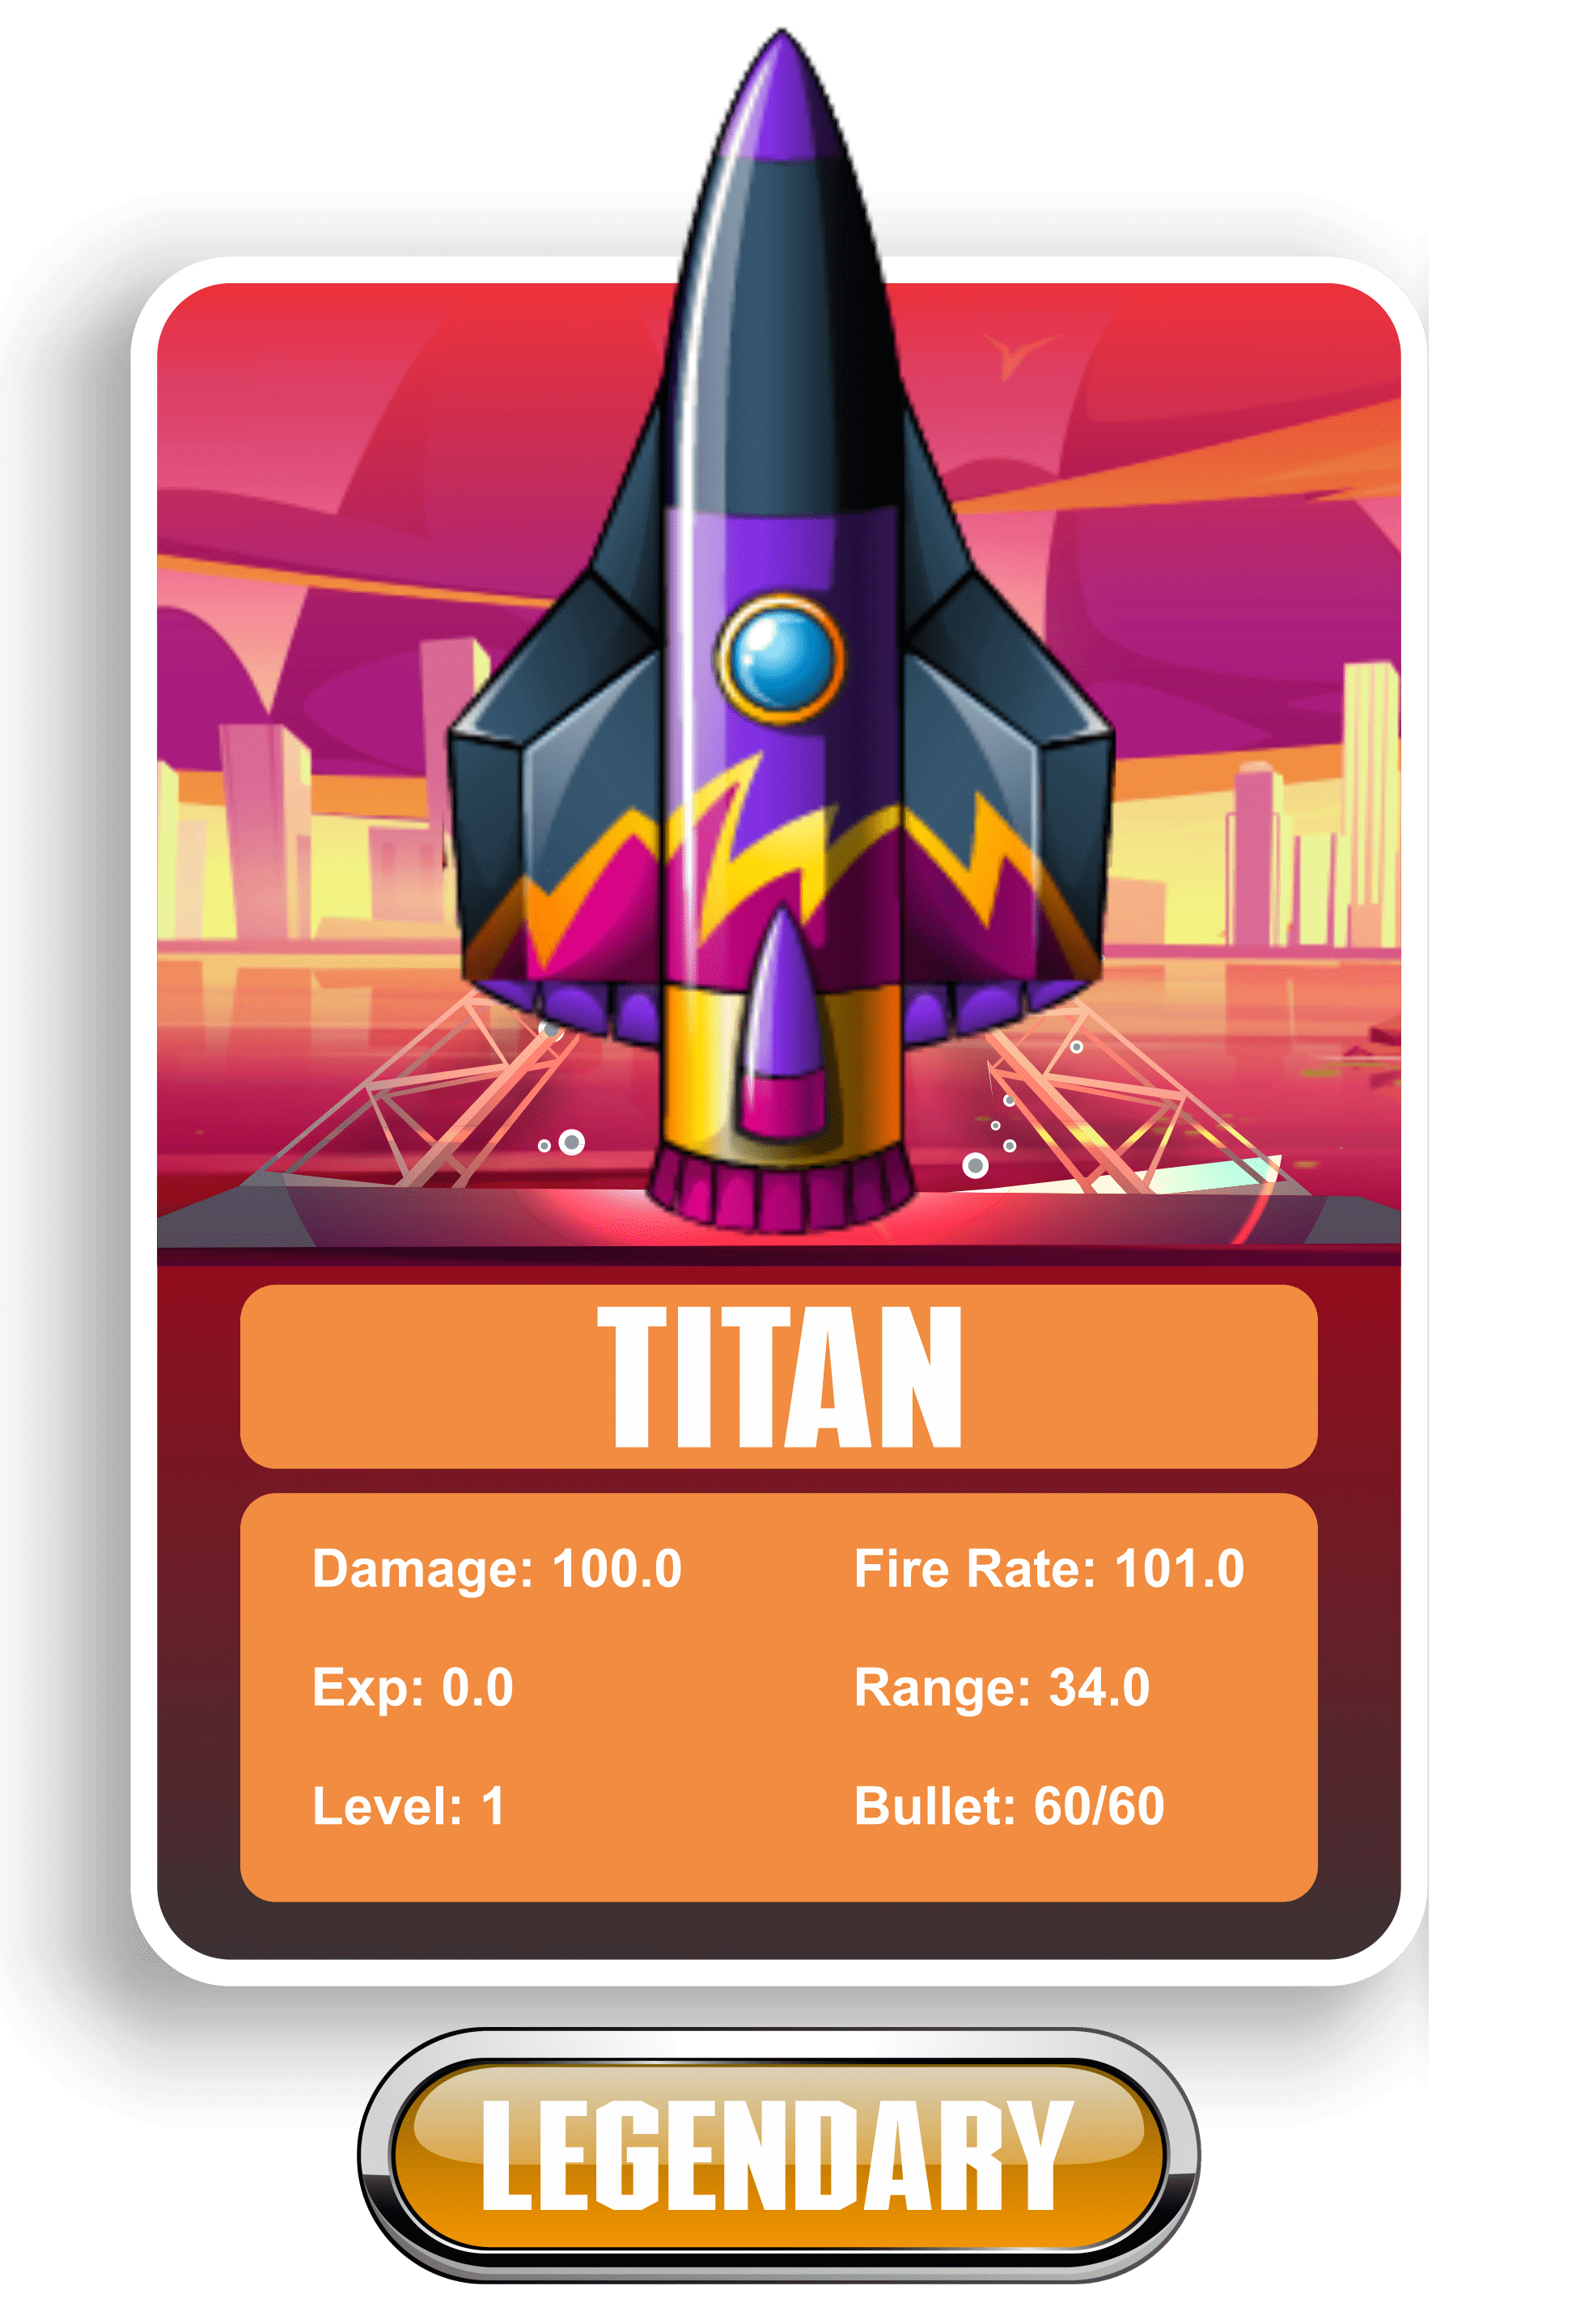 TITAN
Damage: 100.0 Fire Rate: 101.0
Exp: 0.0 Range: 34.0
Level: 1 Bullet: 60/60
LEGENDARY